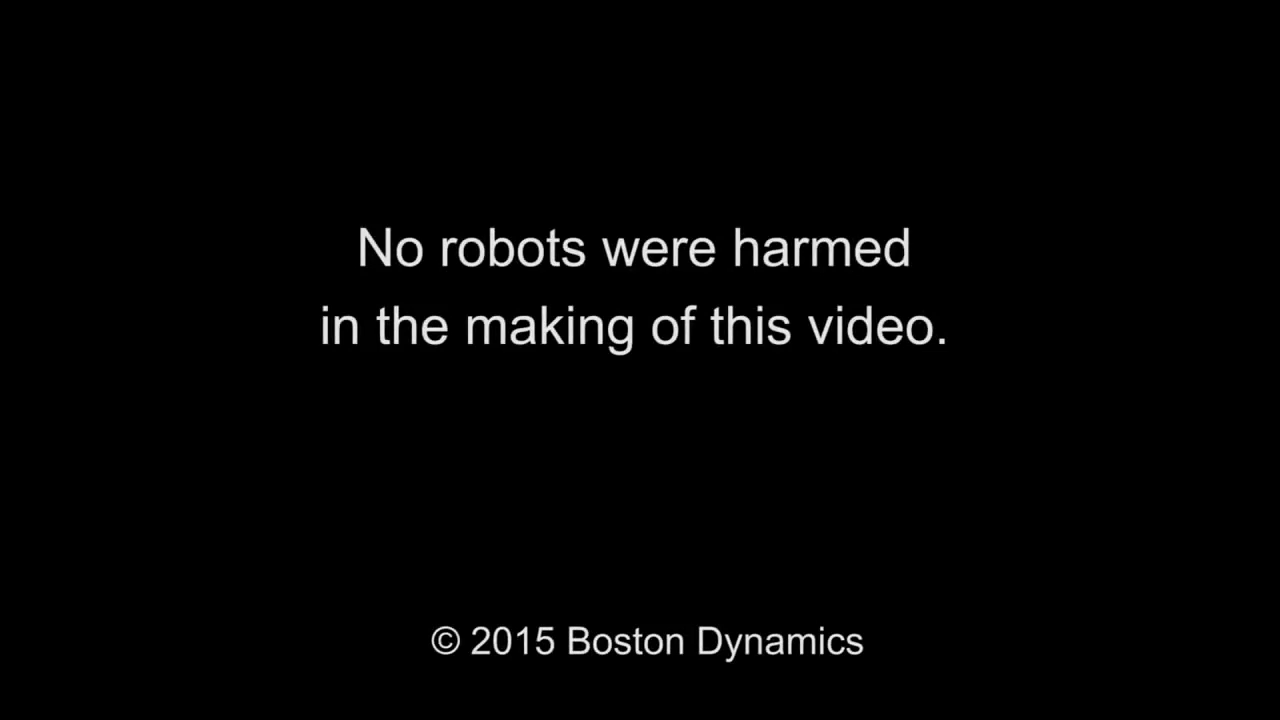 No robots were harmed
in the making of this video.
© 2015 Boston Dynamics